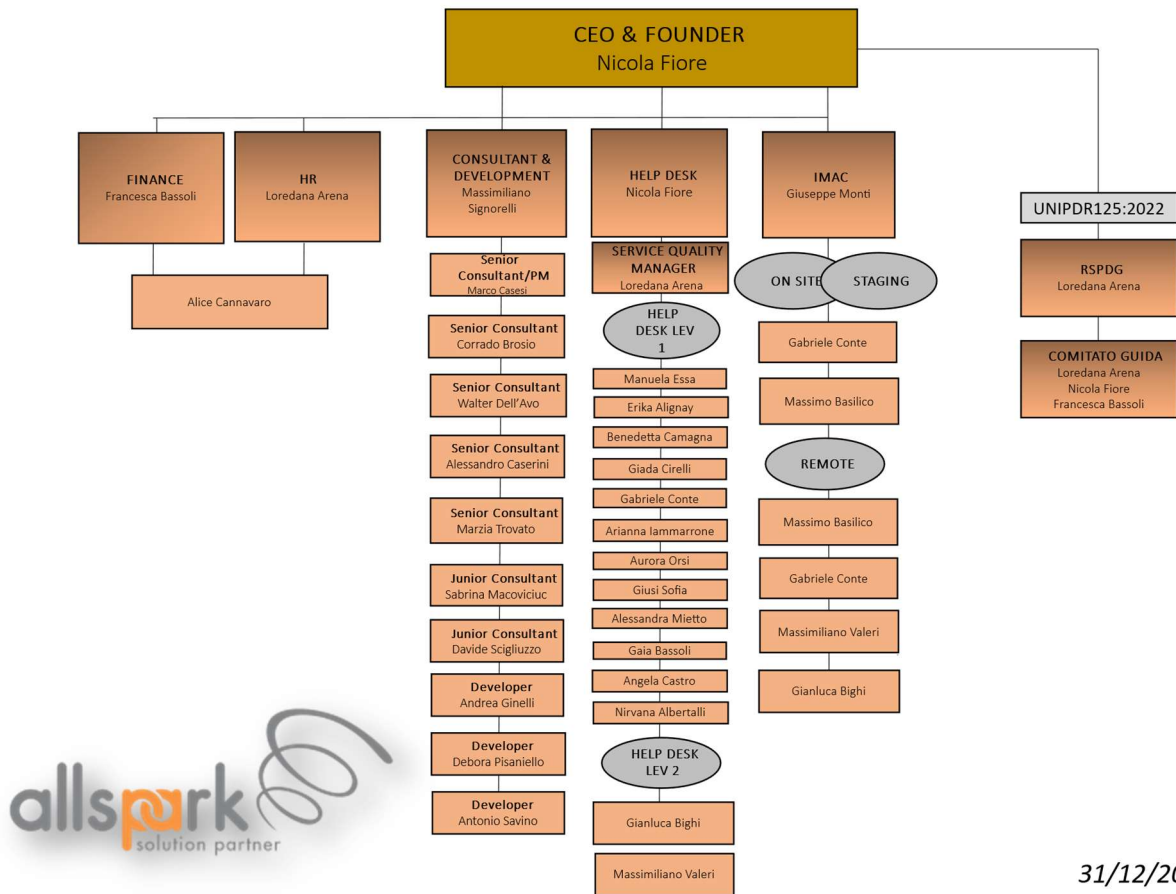 CEO & FOUNDER
Nicola Fiore
FINANCE
Francesca Bassoli
HR
Loredana Arena
Alice Cannavaro
CONSULTANT &
DEVELOPMENT
Massimiliano
Signorelli
Senior
Consultant/PM
Marco Casesi
Senior Consultant
Corrado Brosio
Senior Consultant
Walter Dell'Avo
Senior Consultant
Alessandro Caserini
Senior Consultant
Marzia Trovato
Junior Consultant
Sabrina Macoviciuc
Junior Consultant
Davide Scigliuzzo
Developer
Andrea Ginelli
Developer
Debora Pisaniello
Developer
Antonio Savino
HELP DESK
Nicola Fiore
SERVICE QUALITY
MANAGER
Loredana Arena
HELP
DESK LEV
1
Manuela Essa
Erika Alignay
Benedetta Camagna
Giada Cirelli
Gabriele Conte
Arianna Iammarrone
Aurora Orsi
Giusi Sofia
Alessandra Mietto
Gaia Bassoli
Angela Castro
Nirvana Albertalli
HELP DESK
LEV 2
Gianluca Bighi
Massimiliano Valeri
IMAC
Giuseppe Monti
ON SITE
STAGING
Gabriele Conte
Massimo Basilico
REMOTE
Massimo Basilico
Gabriele Conte
Massimiliano Valeri
Gianluca Bighi
UNIPDR125:2022
RSPDG
Loredana Arena
COMITATO GUIDA
Loredana Arena
Nicola Fiore
Francesca Bassoli
allspark
solution partner
31/12/20